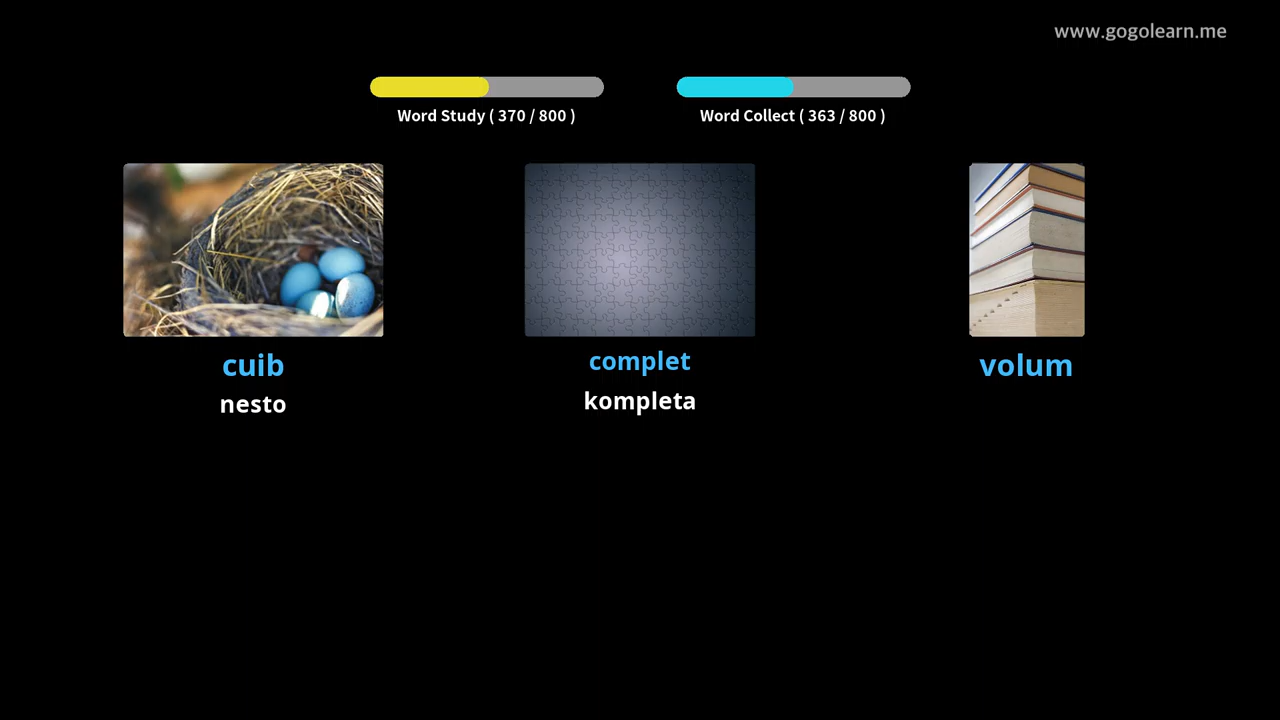 www.gogolearn.me
Word Study ( 370 / 800 )
Word Collect ( 363 / 800 )
cuib
nesto
complet
kompleta
volum